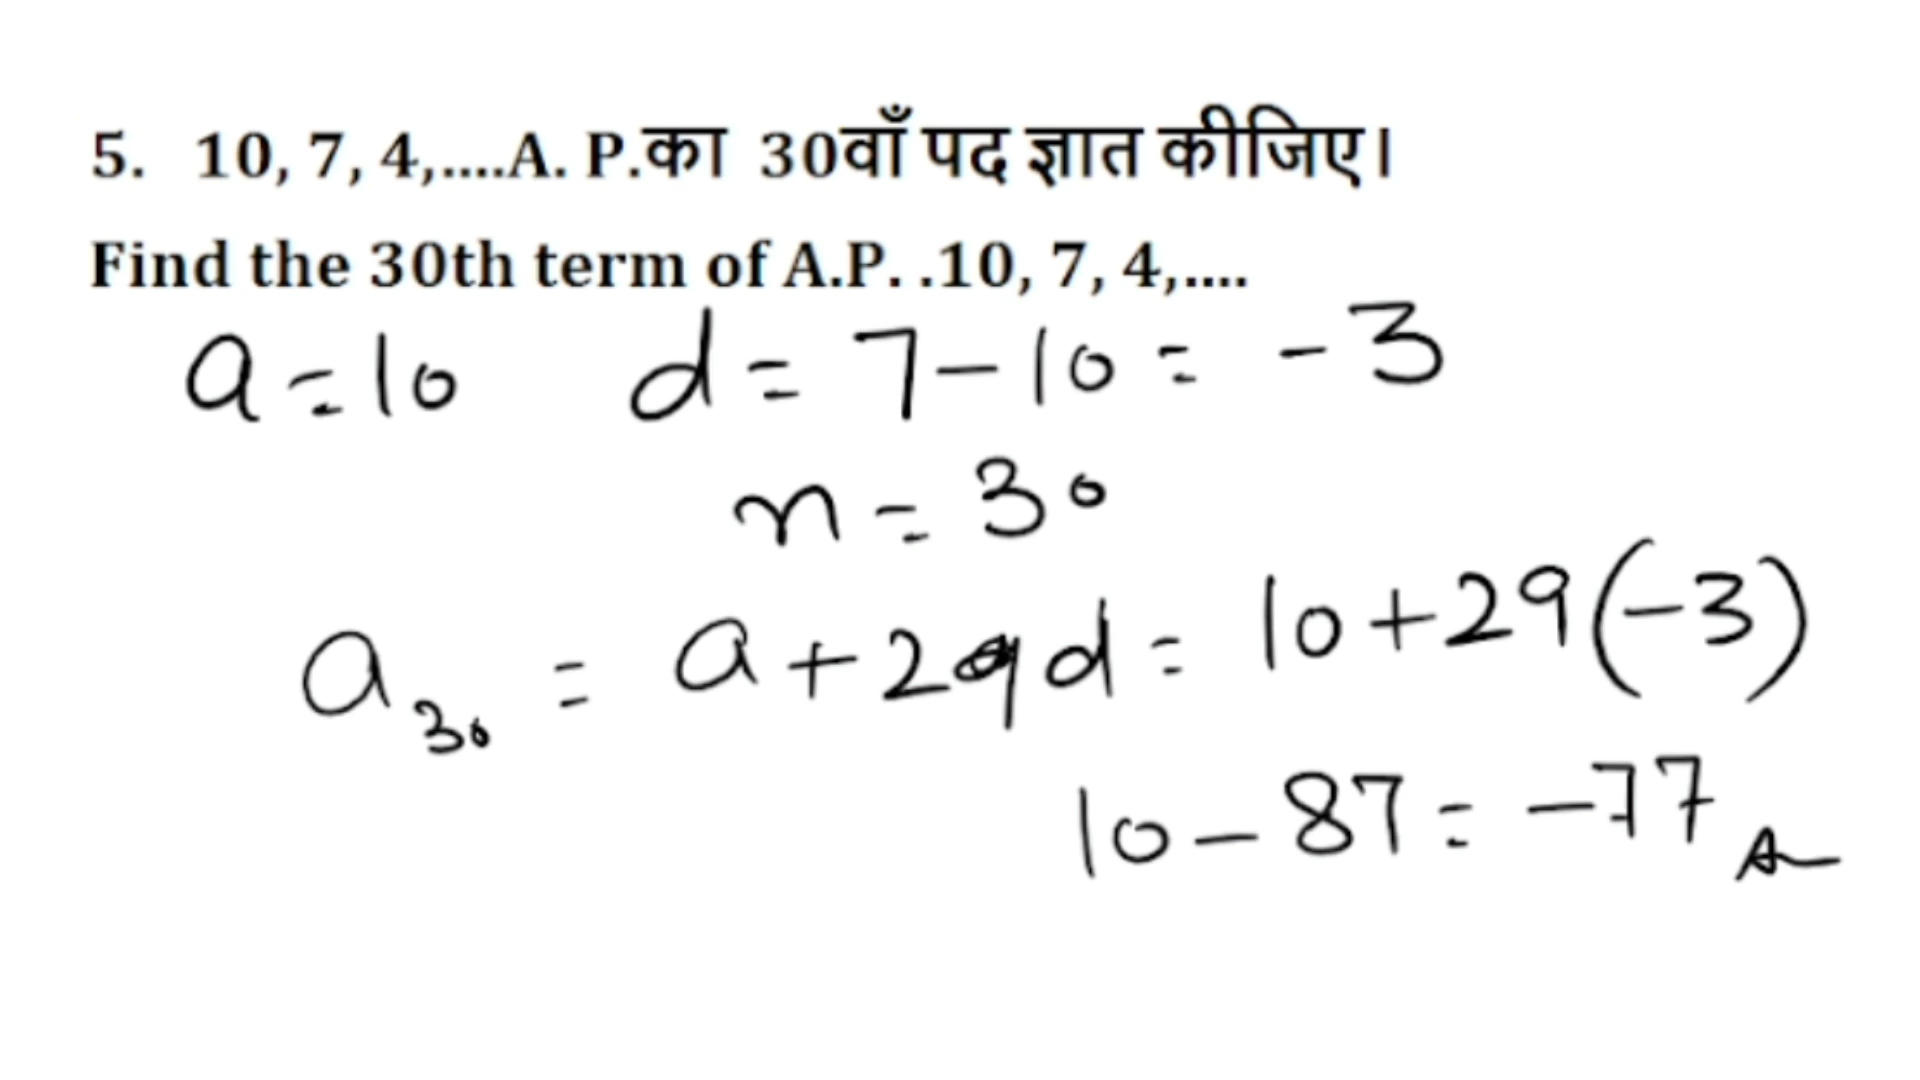 5. 10, 7, 4,....A. P.का 30वाँ पद ज्ञात कीजिए।
Find the 30th term of A.P. .10, 7, 4,....
a = 10 d = 7 - 10 = - 3
n = 30
a30 = a + 29d = 10 + 29(-3)
10 - 87 = -77 A